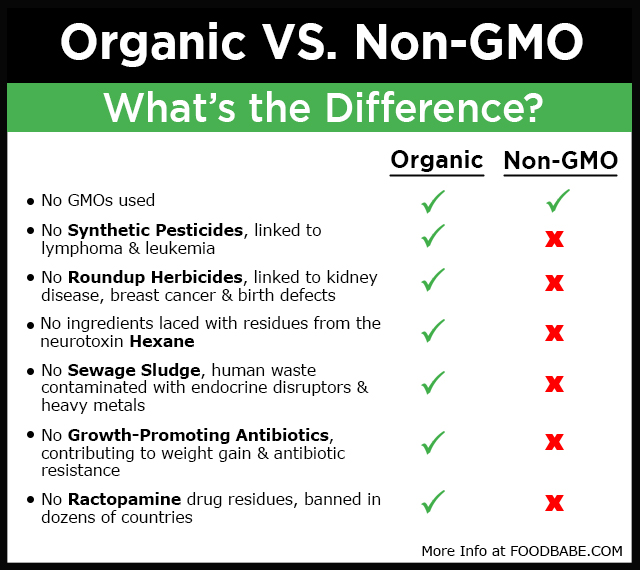 Organic VS. Non-GMO
What's the Difference?
Organic Non-GMO
• No GMOs used
• No Synthetic Pesticides, linked to
lymphoma & leukemia
• No Roundup Herbicides, linked to kidney
disease, breast cancer & birth defects
• No ingredients laced with residues from the
neurotoxin Hexane
• No Sewage Sludge, human waste
contaminated with endocrine disruptors &
heavy metals
• No Growth-Promoting Antibiotics,
contributing to weight gain & antibiotic
resistance
• No Ractopamine drug residues, banned in
dozens of countries
More Info at FOODBABE.COM